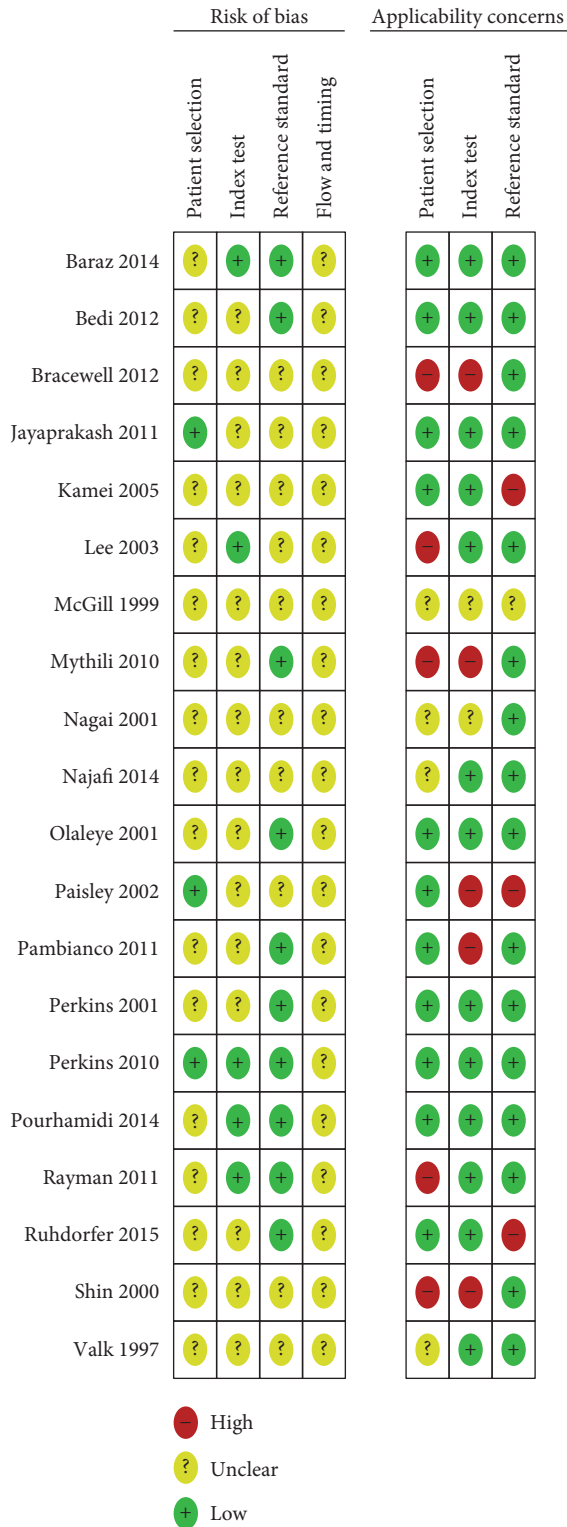 Risk of bias Applicability concerns
Patient selection Index test Reference standard Flow and timing Patient selection Index test Reference standard
Baraz 2014 ? + + ? + + +
Bedi 2012 ? ? + ? + + +
Bracewell 2012 ? ? ? ? − − +
Jayaprakash 2011 + ? ? ? + + +
Kamei 2005 ? ? ? ? + + −
Lee 2003 ? + ? ? − + +
McGill 1999 ? ? ? ? ? ? ?
Mythili 2010 ? ? + ? − − +
Nagai 2001 ? ? ? ? ? ? +
Najafi 2014 ? ? ? ? ? + +
Olaleye 2001 ? ? + ? + + +
Paisley 2002 + ? ? ? + − −
Pambianco 2011 ? ? + ? + − +
Perkins 2001 ? ? + ? + + +
Perkins 2010 + + + ? + + +
Pourhamidi 2014 ? + + ? + + +
Rayman 2011 ? + + ? − + +
Ruhdorfer 2015 ? ? + ? + + −
Shin 2000 ? ? ? ? − − +
Valk 1997 ? ? ? ? ? + +
− High
? Unclear
+ Low